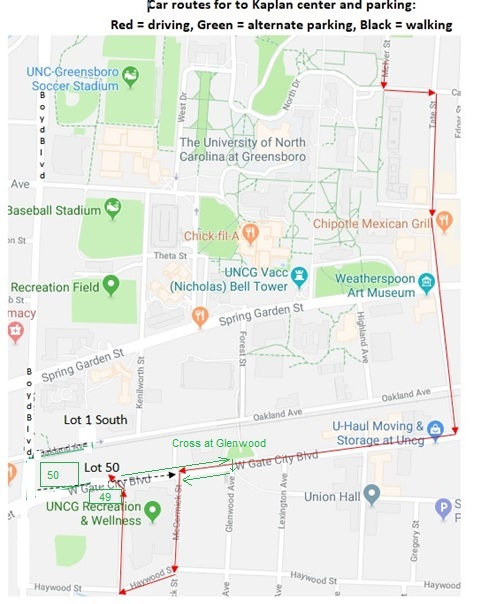 Car routes for to Kaplan center and parking:
Red = driving, Green = alternate parking, Black = walking
McIver St
UNC-Greensboro
Soccer Stadium
Boyd Blvd
West Dr
North Dr
Tate St
The University of North
Carolina at Greensboro
Ave
Baseball Stadium
Chick-fil-A
Chipotle Mexican Grill
Theta St
UNCG Vacc
(Nicholas) Bell Tower
Weatherspoon
Art Museum
Recreation Field
macy
Spring Garden St
Spring Garden St
Highland Ave
Forest St
Kenilworth St
Boyd Blvd
Oakland Ave
Oakland Ave
Lot 1 South
U-Haul Moving &
Storage at Uncg
Cross at Glenwood
Lot 50
50
W Gate City Blvd
W Gate City Blvd
49
UNCG Recreation
& Wellness
McCormick St
Glenwood Ave
Lexington Ave
Union Hall
Gregory St
Haywood St
Haywood St
Haywood St